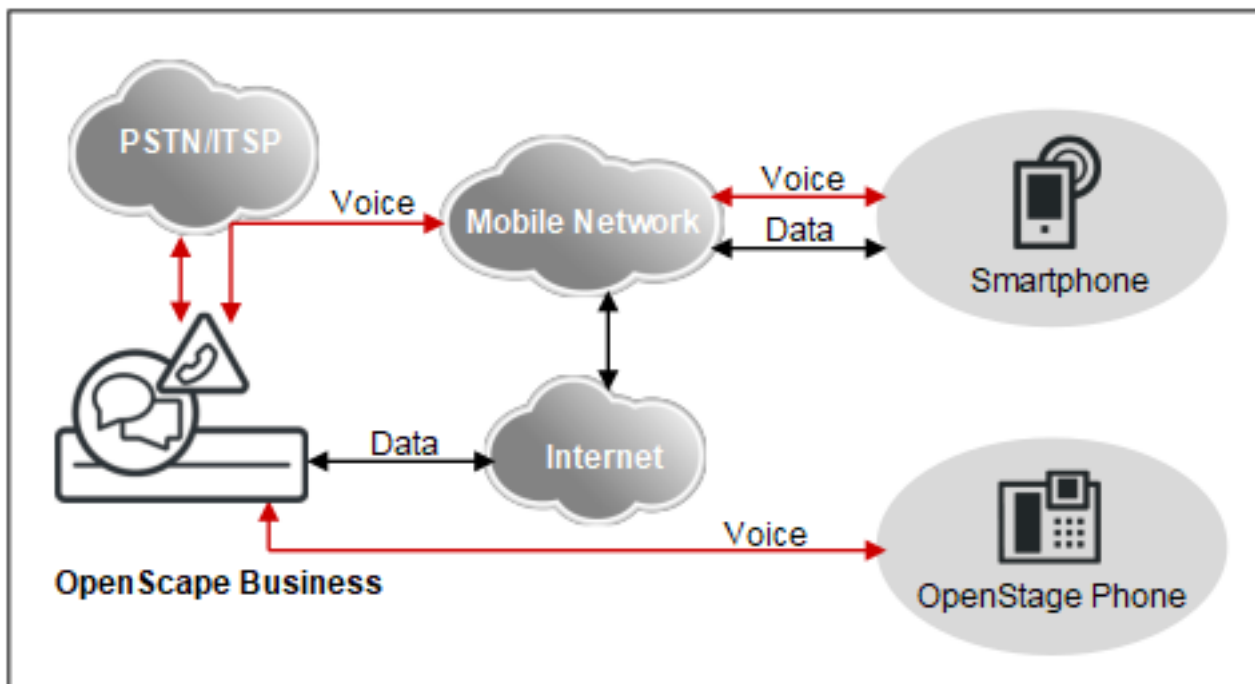 PSTN/ITSP
Voice
Mobile Network
Voice
Data
Smartphone
Data
Internet
Voice
OpenScape Business
OpenStage Phone